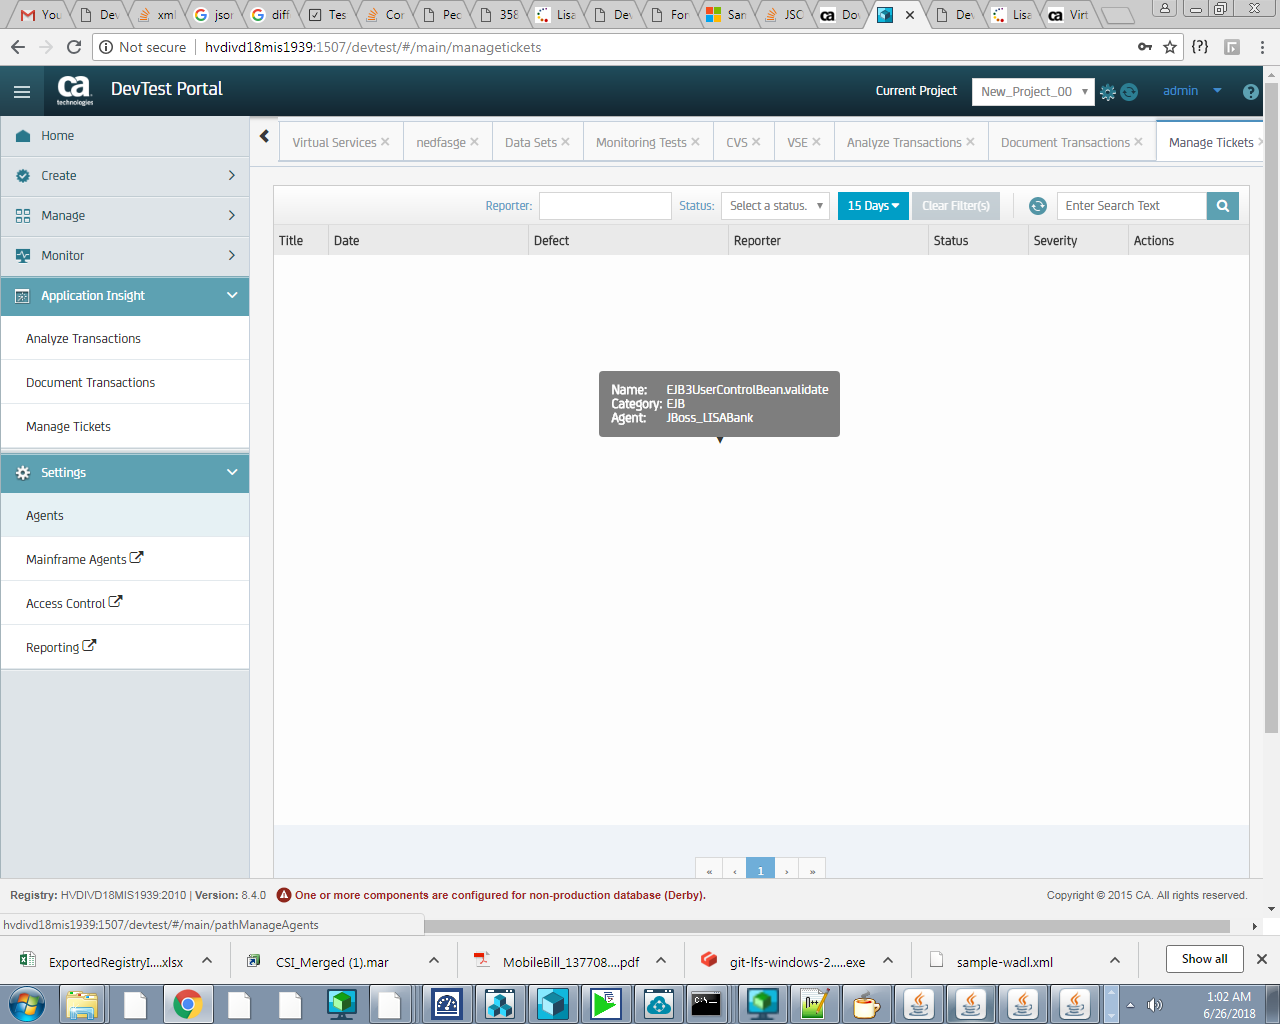 You
Dev
xml
json
diff
Tes
Cor
Pec
358
Lisa
Dev
For
San
JSC
Dov
Dev
Lisa
Virt
Not secure
hvdivd18mis1939:1507/devtest/#/main/managetickets
{?}
ca technologies
DevTest Portal
Current Project
New_Project_00
admin
?
Home
Create
Manage
Monitor
Application Insight
Analyze Transactions
Document Transactions
Manage Tickets
Settings
Agents
Mainframe Agents
Access Control
Reporting
Virtual Services
nedfasge
Data Sets
Monitoring Tests
CVS
VSE
Analyze Transactions
Document Transactions
Manage Tickets
Reporter:
Status:
Select a status.
15 Days
Clear Filter(s)
Enter Search Text
Title
Date
Defect
Reporter
Status
Severity
Actions
Name: EJB3UserControlBean.validate
Category: EJB
Agent: JBoss_LISABank
« ‹ 1 › »
Registry: HVDIVD18MIS1939:2010 | Version: 8.4.0
One or more components are configured for non-production database (Derby).
Copyright © 2015 CA. All rights reserved.
hvdivd18mis1939:1507/devtest/#/main/pathManageAgents
ExportedRegistryI....xlsx
CSI_Merged (1).mar
MobileBill_137708....pdf
git-lfs-windows-2.....exe
sample-wadl.xml
Show all
1:02 AM
6/26/2018